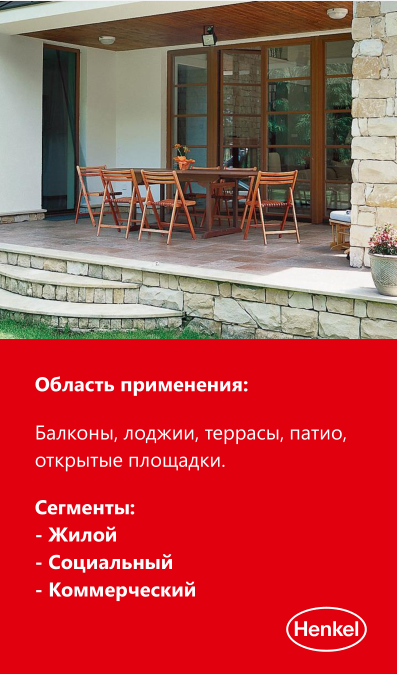 Область применения:
Балконы, лоджии, террасы, патио,
открытые площадки.
Сегменты:
- Жилой
- Социальный
- Коммерческий
Henkel